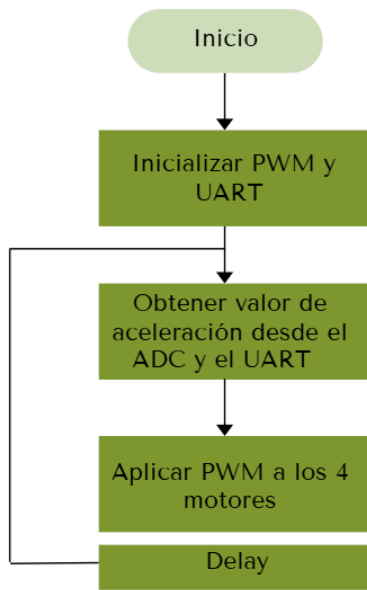 Inicio
Inicializar PWM y
UART
Obtener valor de
aceleración desde el
ADC y el UART
Aplicar PWM a los 4
motores
Delay